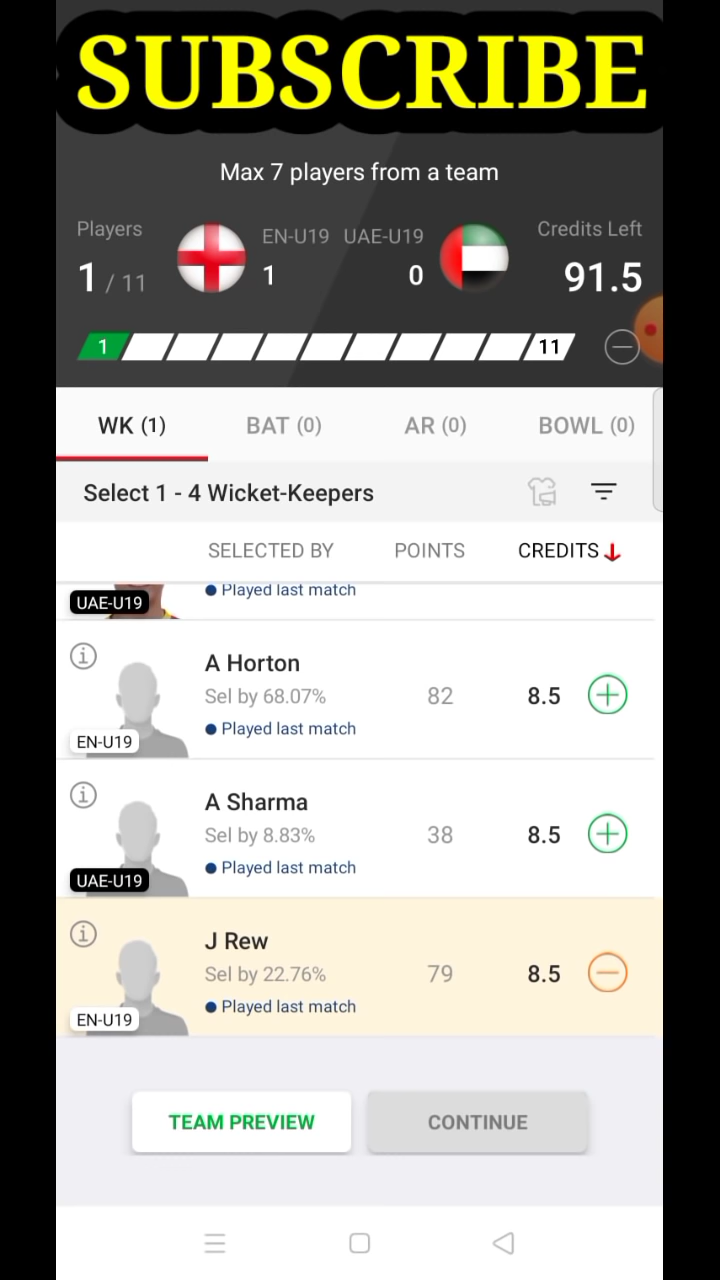 SUBSCRIBE
Max 7 players from a team
Players EN-U19 UAE-U19 Credits Left
1 / 11 1 0 91.5
1 11
WK (1) BAT (0) AR (0) BOWL (0)
Select 1 - 4 Wicket-Keepers
SELECTED BY POINTS CREDITS
Played last match
UAE-U19
A Horton
Sel by 68.07% 82 8.5
Played last match
EN-U19
A Sharma
Sel by 8.83% 38 8.5
Played last match
UAE-U19
J Rew
Sel by 22.76% 79 8.5
Played last match
EN-U19
TEAM PREVIEW CONTINUE